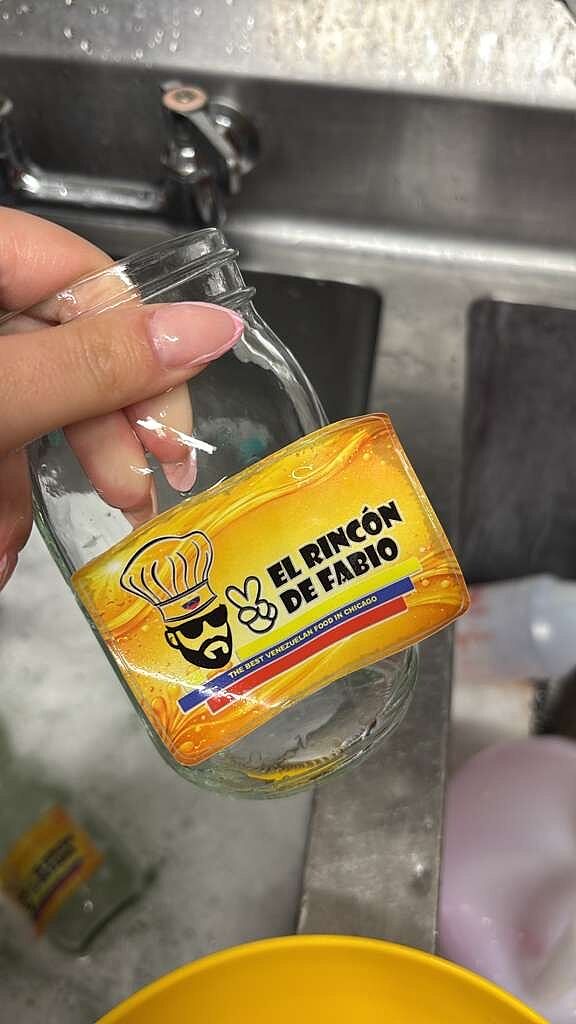 EL RINCÓN
DE FABIO
THE BEST VENEZUELAN FOOD IN CHICAGO